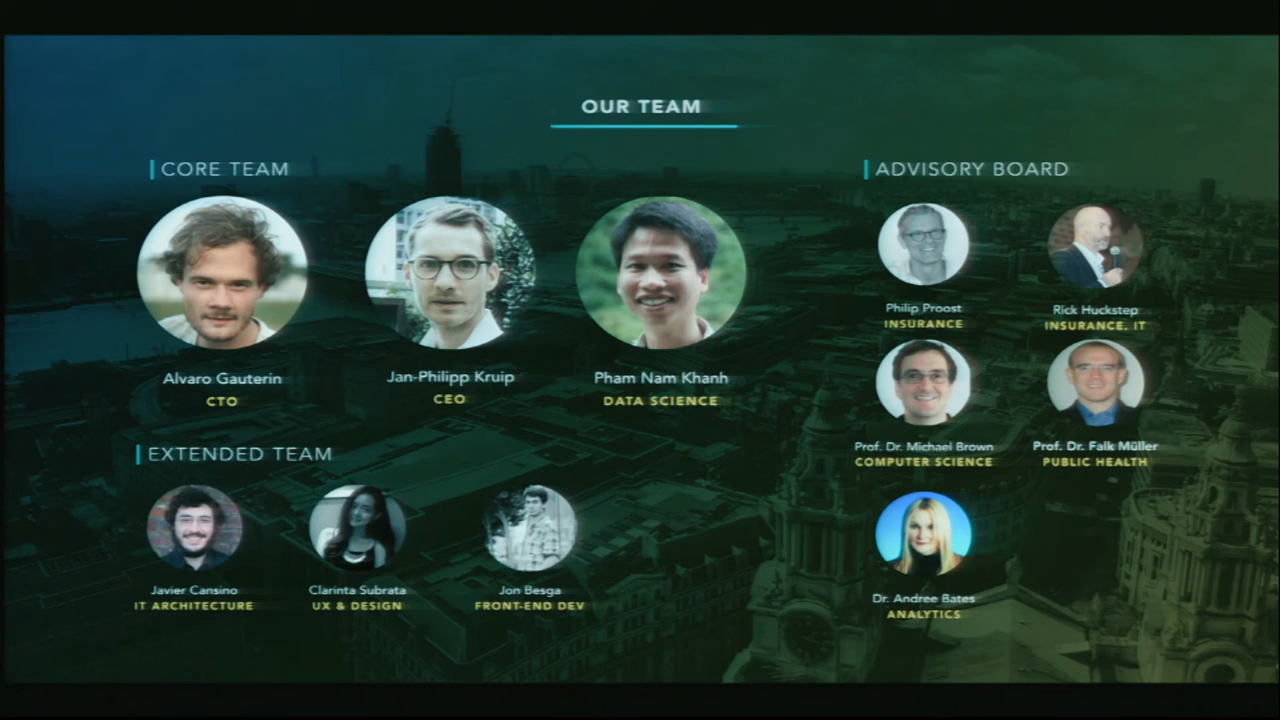 OUR TEAM
CORE TEAM
Alvaro Gauterin
CTO
Jan-Philipp Kruip
CEO
Pham Nam Khanh
DATA SCIENCE
EXTENDED TEAM
Javier Cansino
IT ARCHITECTURE
Clarinta Subrata
UX & DESIGN
Jon Besga
FRONT-END DEV
ADVISORY BOARD
Philip Proost
INSURANCE
Rick Huckstep
INSURANCE, IT
Prof. Dr. Michael Brown
COMPUTER SCIENCE
Prof. Dr. Falk Müller
PUBLIC HEALTH
Dr. Andree Bates
ANALYTICS